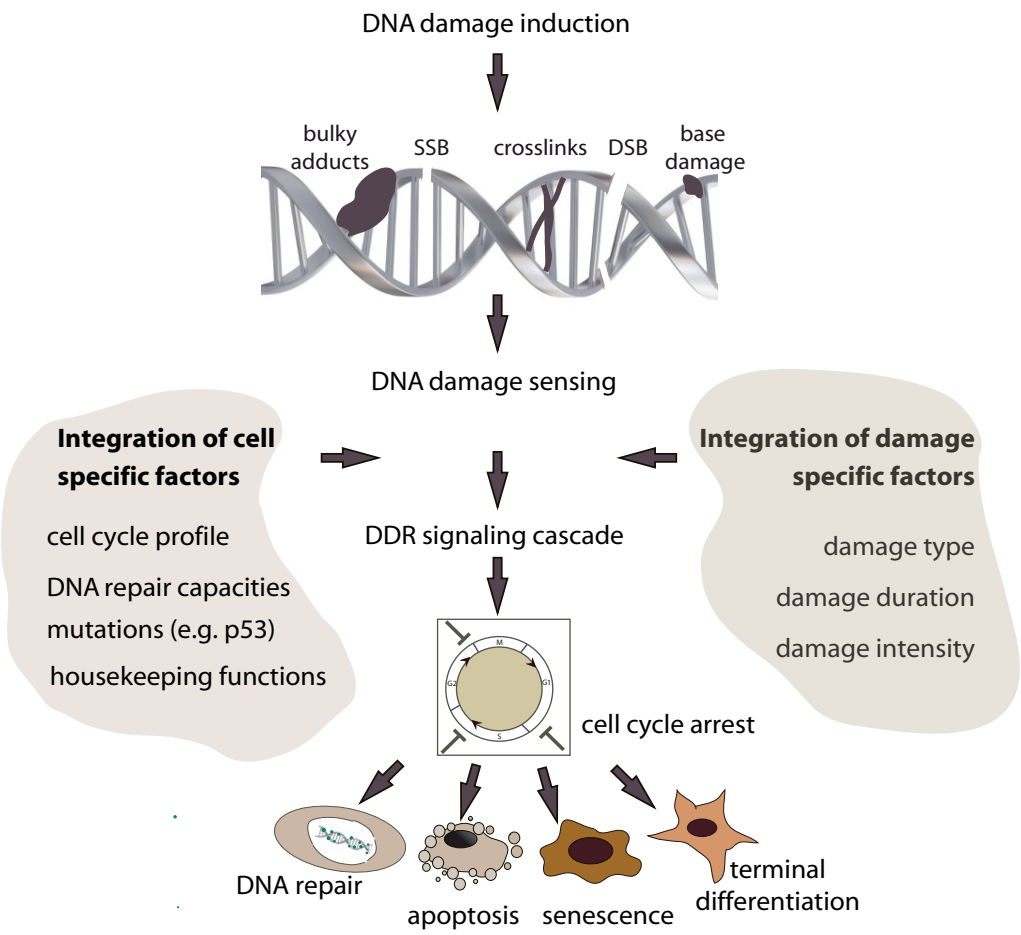 DNA damage induction
bulky
adducts
SSB
crosslinks
DSB
base
damage
DNA damage sensing
Integration of cell
specific factors
cell cycle profile
DNA repair capacities
mutations (e.g. p53)
housekeeping functions
Integration of damage
specific factors
damage type
damage duration
damage intensity
DDR signaling cascade
M
G2
G1
S
cell cycle arrest
DNA repair
apoptosis
senescence
terminal
differentiation